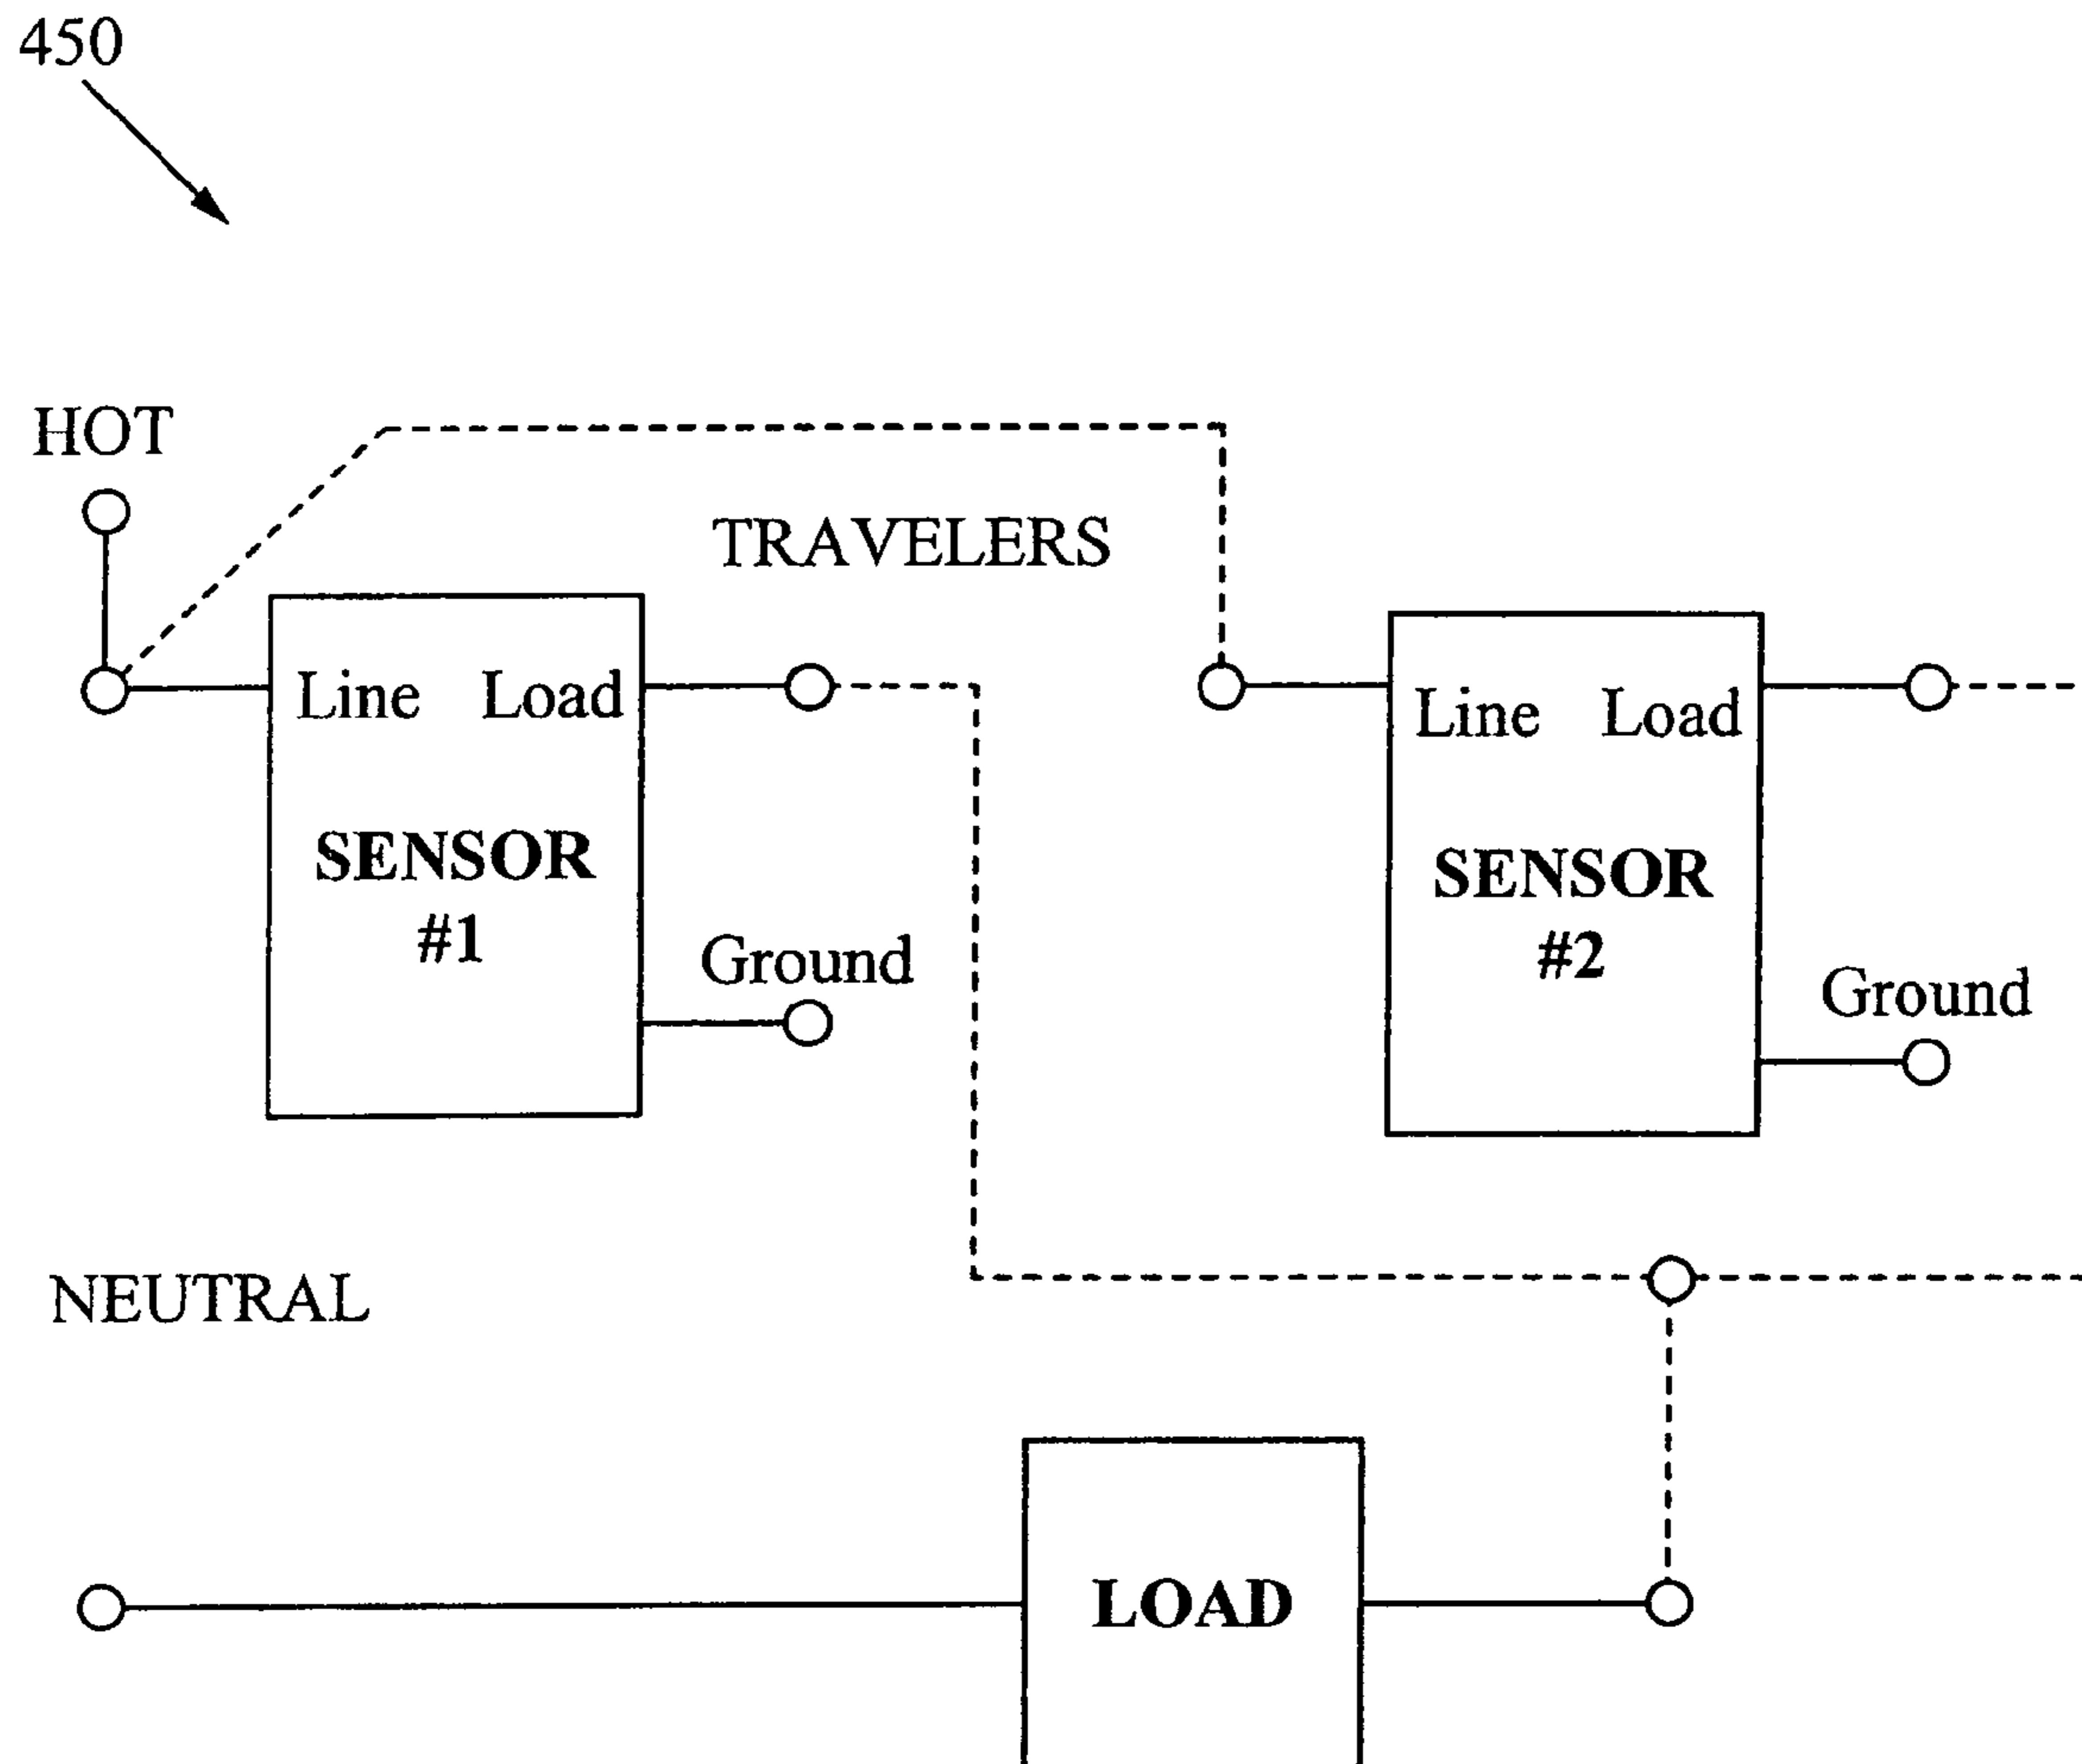 450
HOT
TRAVELERS
Line Load
SENSOR
#1
Ground
Line Load
SENSOR
#2
Ground
NEUTRAL
LOAD